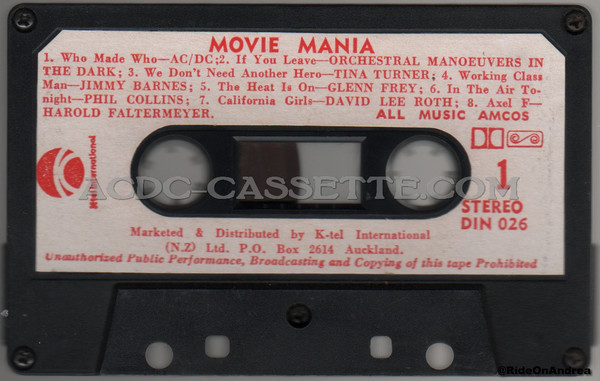 MOVIE MANIA
1. Who Made Who—AC/DC;2. If You Leave—ORCHESTRAL MANOEUVERS IN
THE DARK; 3. We Don't Need Another Hero—TINA TURNER; 4. Working Class
Man—JIMMY BARNES; 5. The Heat Is On—GLENN FREY; 6. In The Air To-
night—PHIL COLLINS; 7. California Girls—DAVID LEE ROTH; 8. Axel F—
HAROLD FALTERMEYER.
ALL MUSIC AMCOS
K-tel International
ACDC-CASSETTE.COM
1
STEREO
DIN 026
Marketed & Distributed by K-tel International
(N.Z) Ltd. P.O. Box 2614 Auckland.
Unauthorized Public Performance, Broadcasting and Copying of this tape Prohibited
©RideOnAndrea